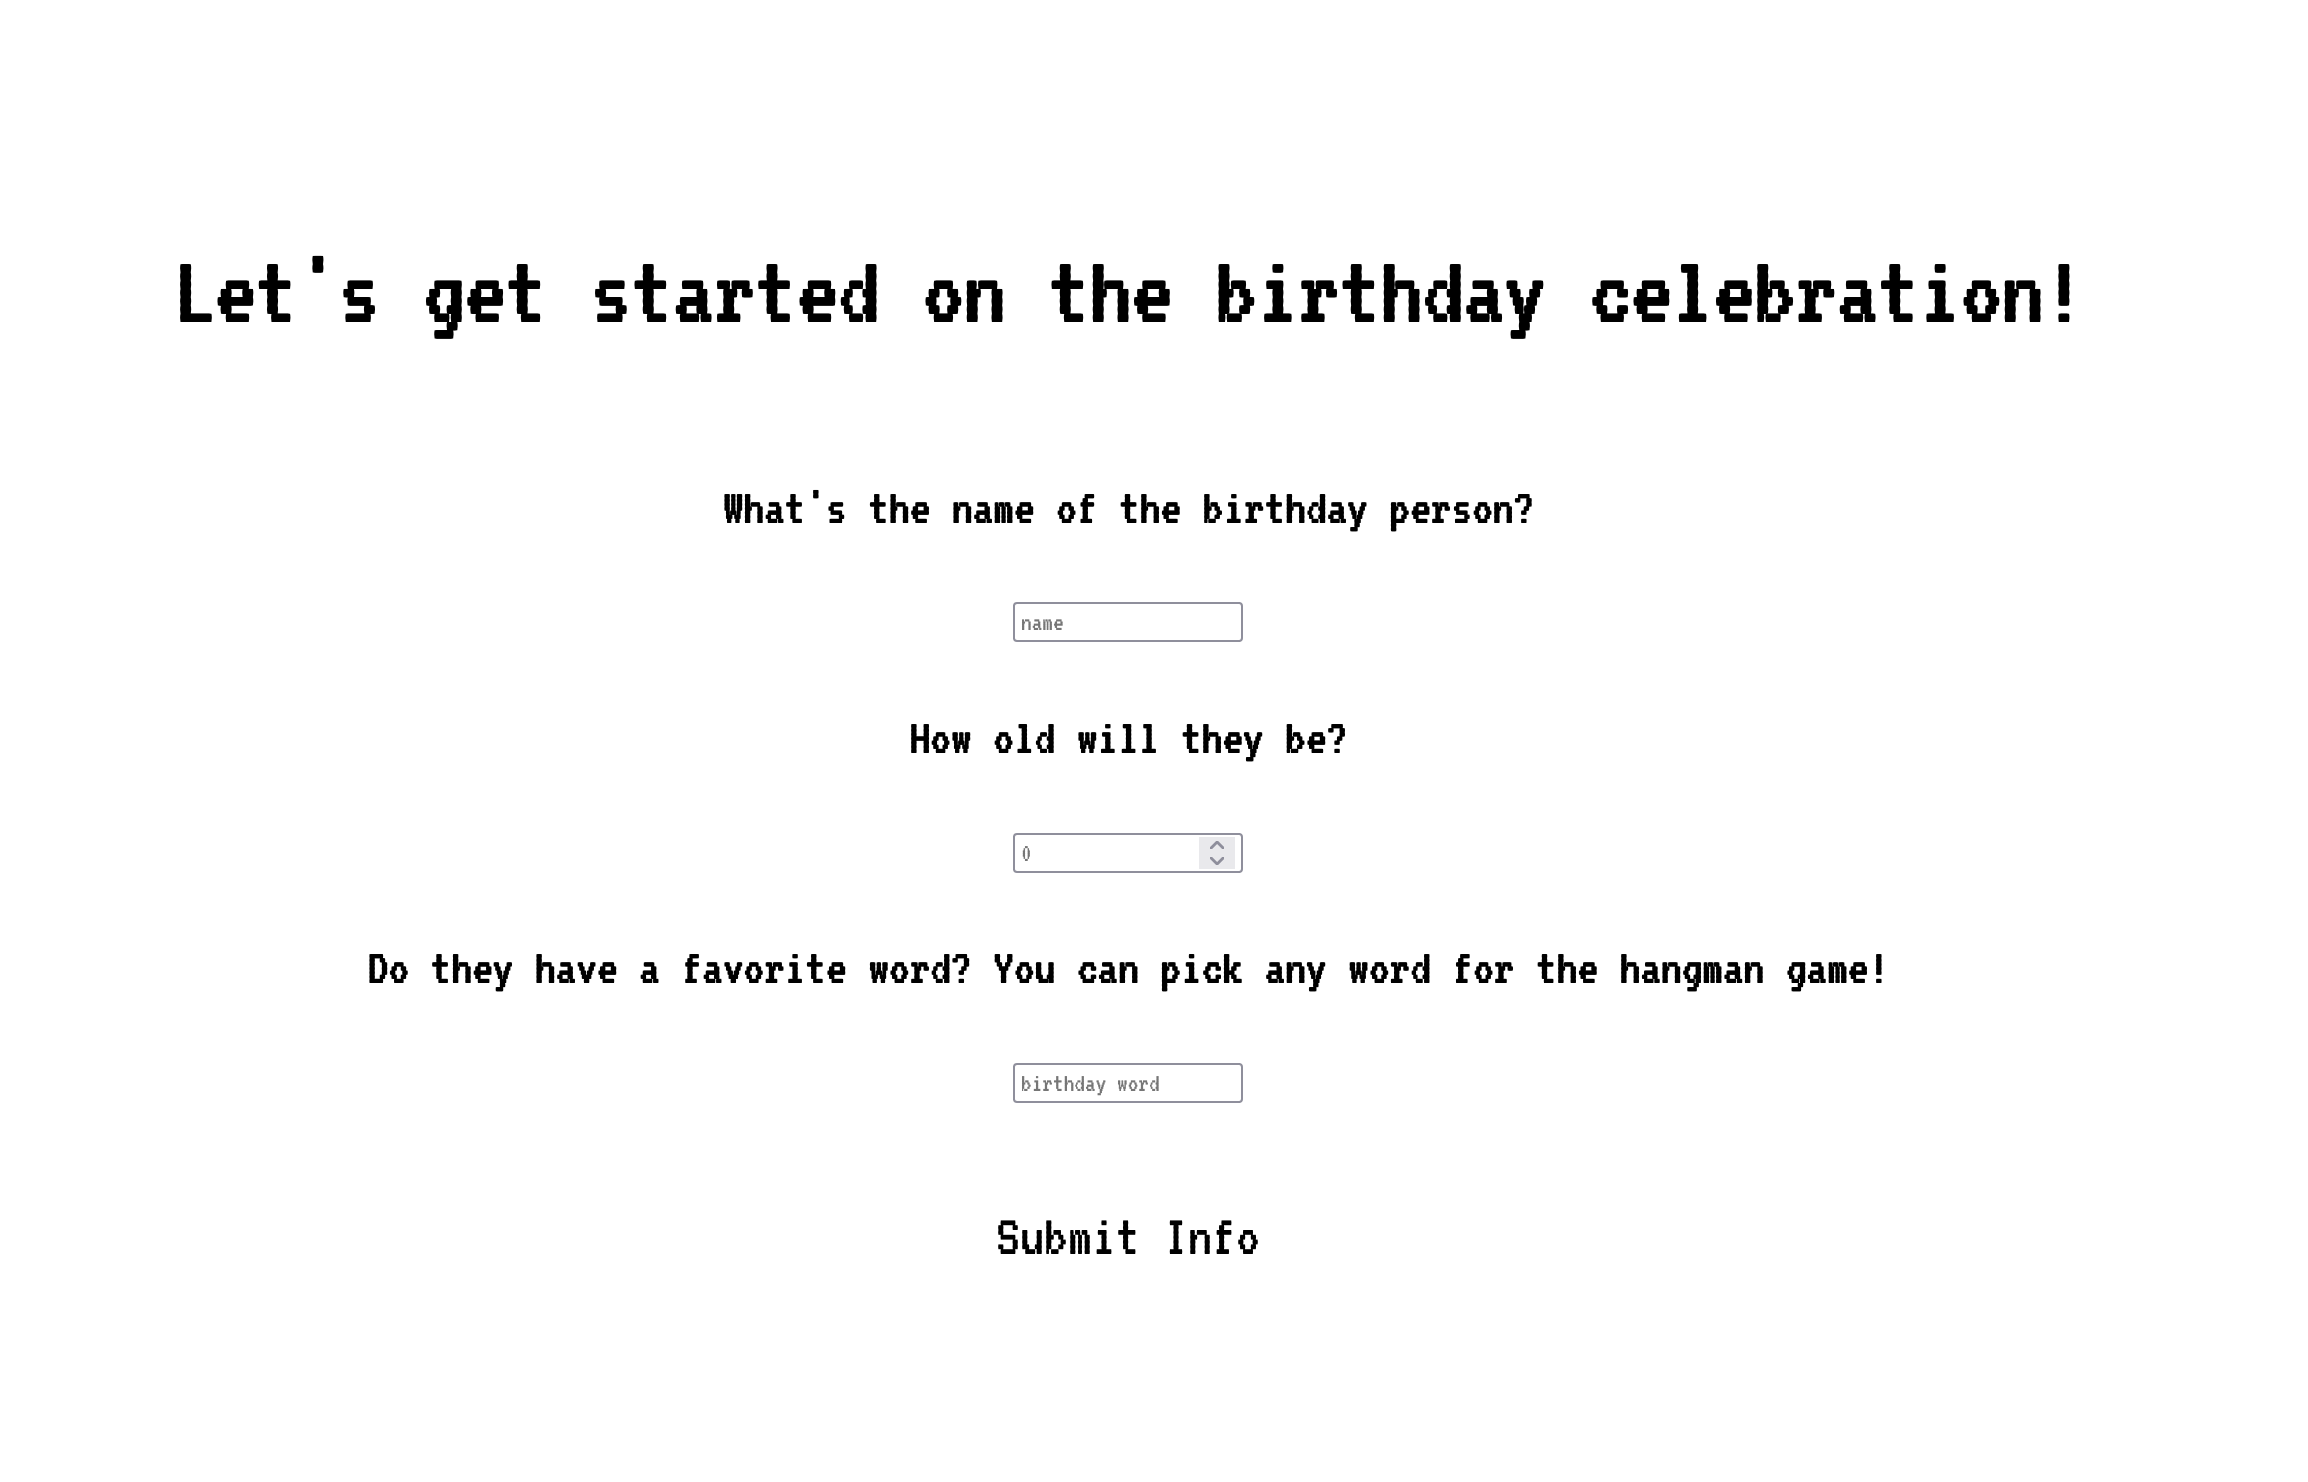 Let's get started on the birthday celebration!
What's the name of the birthday person?
name
How old will they be?
0
Do they have a favorite word? You can pick any word for the hangman game!
birthday word
Submit Info